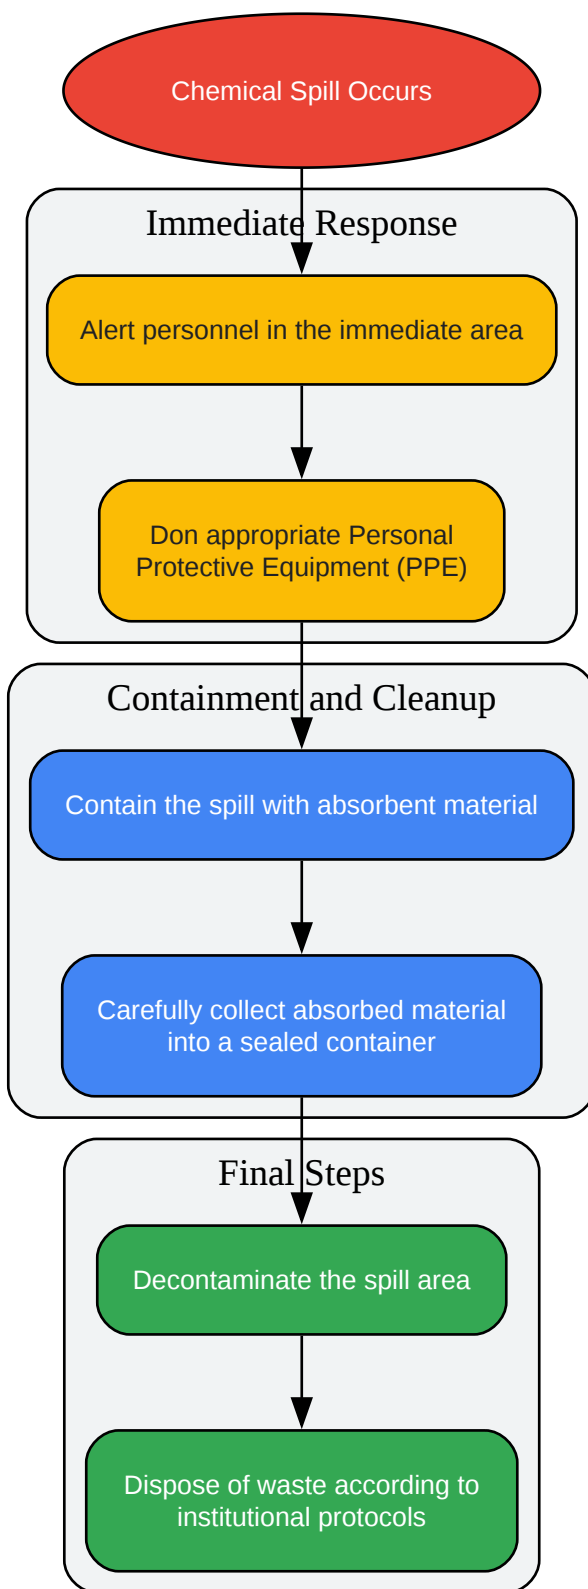 Chemical Spill Occurs
Immediate Response
Alert personnel in the immediate area
Don appropriate Personal
Protective Equipment (PPE)
Containment and Cleanup
Contain the spill with absorbent material
Carefully collect absorbed material
into a sealed container
Final Steps
Decontaminate the spill area
Dispose of waste according to
institutional protocols